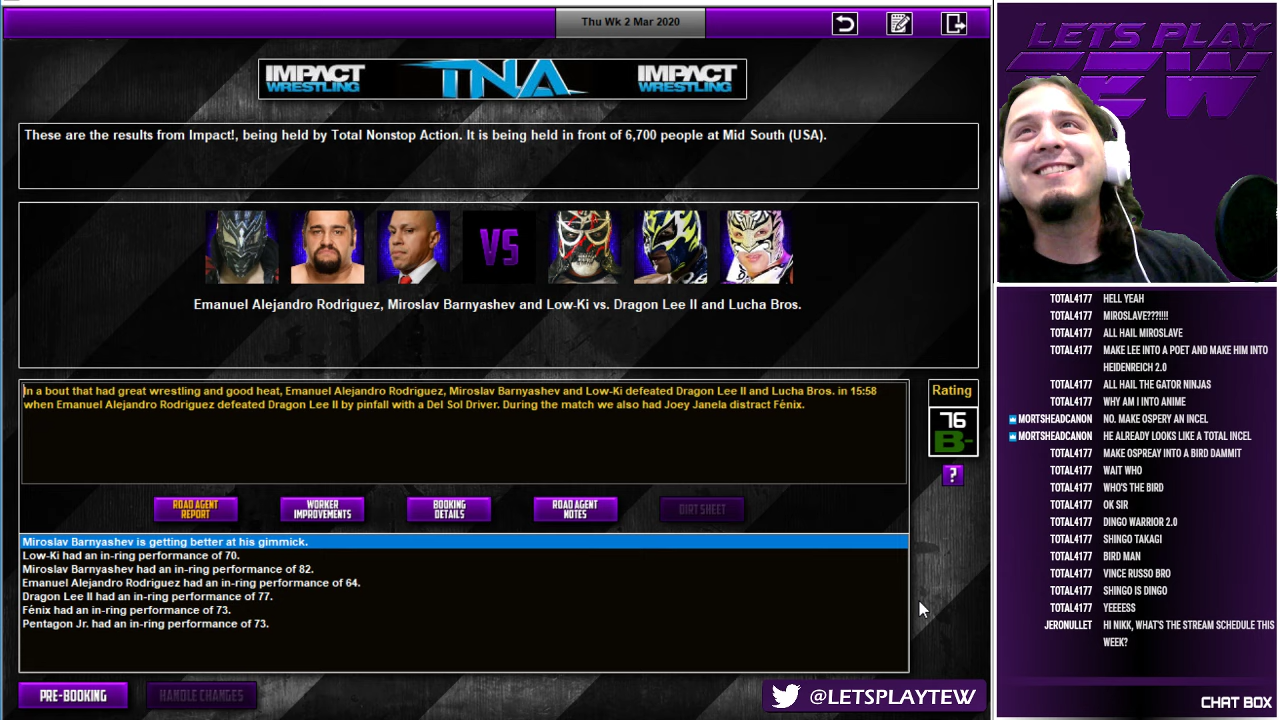 Thu Wk 2 Mar 2020
LETS PLAY
TEW
IMPACT
WRESTLING
TNA
IMPACT
WRESTLING
These are the results from Impact!, being held by Total Nonstop Action. It is being held in front of 6,700 people at Mid South (USA).
VS
Emanuel Alejandro Rodriguez, Miroslav Barnyashev and Low-Ki vs. Dragon Lee II and Lucha Bros.
In a bout that had great wrestling and good heat, Emanuel Alejandro Rodriguez, Miroslav Barnyashev and Low-Ki defeated Dragon Lee II and Lucha Bros. in 15:58
when Emanuel Alejandro Rodriguez defeated Dragon Lee II by pinfall with a Del Sol Driver. During the match we also had Joey Janela distract Fénix.
Rating
76
B-
?
ROAD AGENT
REPORT
WORKER
IMPROVEMENTS
BOOKING
DETAILS
ROAD AGENT
NOTES
DIRT SHEET
Miroslav Barnyashev is getting better at his gimmick.
Low-Ki had an in-ring performance of 70.
Miroslav Barnyashev had an in-ring performance of 82.
Emanuel Alejandro Rodriguez had an in-ring performance of 64.
Dragon Lee II had an in-ring performance of 77.
Fénix had an in-ring performance of 73.
Pentagon Jr. had an in-ring performance of 73.
PRE-BOOKING
HANDLE CHANGES
@LETSPLAYTEW
TOTAL4177 HELL YEAH
TOTAL4177 MIROSLAVE???!!!!
TOTAL4177 ALL HAIL MIROSLAVE
TOTAL4177 MAKE LEE INTO A POET AND MAKE HIM INTO
HEIDENREICH 2.0
TOTAL4177 ALL HAIL THE GATOR NINJAS
TOTAL4177 WHY AM I INTO ANIME
MORTSHEADCANON NO. MAKE OSPERY AN INCEL
MORTSHEADCANON HE ALREADY LOOKS LIKE A TOTAL INCEL
TOTAL4177 MAKE OSPREAY INTO A BIRD DAMMIT
TOTAL4177 WAIT WHO
TOTAL4177 WHO'S THE BIRD
TOTAL4177 OK SIR
TOTAL4177 DINGO WARRIOR 2.0
TOTAL4177 SHINGO TAKAGI
TOTAL4177 BIRD MAN
TOTAL4177 VINCE RUSSO BRO
TOTAL4177 SHINGO IS DINGO
TOTAL4177 YEEEESS
JERONULLET HI NIKK, WHAT'S THE STREAM SCHEDULE THIS
WEEK?
CHAT BOX